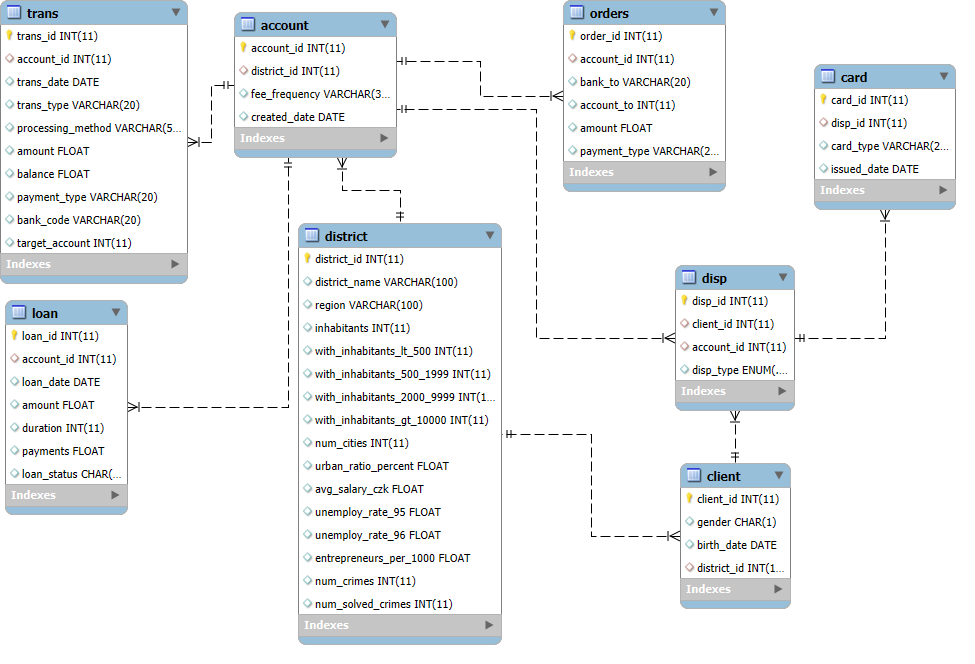 trans
trans_id INT(11)
account_id INT(11)
trans_date DATE
trans_type VARCHAR(20)
processing_method VARCHAR(5...
amount FLOAT
balance FLOAT
payment_type VARCHAR(20)
bank_code VARCHAR(20)
target_account INT(11)
Indexes
account
account_id INT(11)
district_id INT(11)
fee_frequency VARCHAR(3...
created_date DATE
Indexes
orders
order_id INT(11)
account_id INT(11)
bank_to VARCHAR(20)
account_to INT(11)
amount FLOAT
payment_type VARCHAR(2...
Indexes
card
card_id INT(11)
disp_id INT(11)
card_type VARCHAR(2...
issued_date DATE
Indexes
loan
loan_id INT(11)
account_id INT(11)
loan_date DATE
amount FLOAT
duration INT(11)
payments FLOAT
loan_status CHAR(...
Indexes
district
district_id INT(11)
district_name VARCHAR(100)
region VARCHAR(100)
inhabitants INT(11)
with_inhabitants_lt_500 INT(11)
with_inhabitants_500_1999 INT(11)
with_inhabitants_2000_9999 INT(1...
with_inhabitants_gt_10000 INT(11)
num_cities INT(11)
urban_ratio_percent FLOAT
avg_salary_czk FLOAT
unemploy_rate_95 FLOAT
unemploy_rate_96 FLOAT
entrepreneurs_per_1000 FLOAT
num_crimes INT(11)
num_solved_crimes INT(11)
Indexes
disp
disp_id INT(11)
client_id INT(11)
account_id INT(11)
disp_type ENUM(....
Indexes
client
client_id INT(11)
gender CHAR(1)
birth_date DATE
district_id INT(1...
Indexes